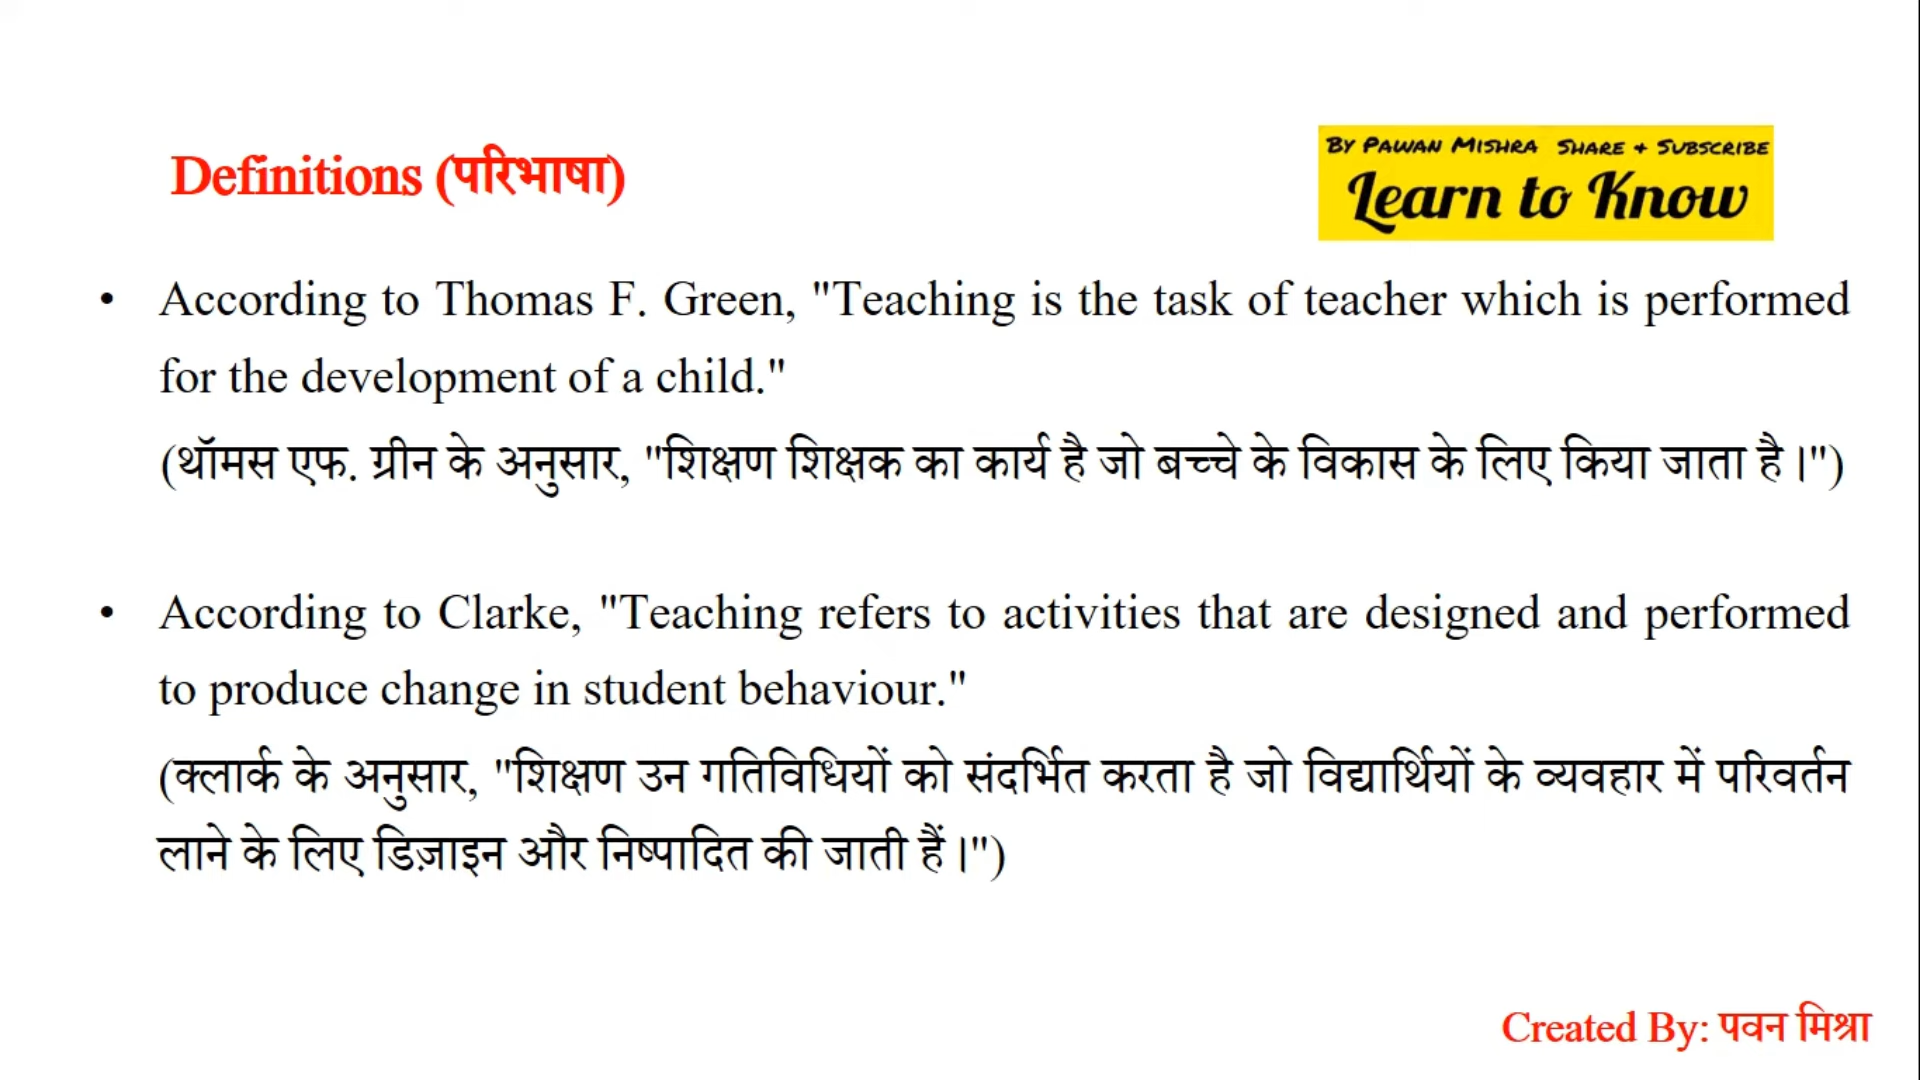 Definitions (परिभाषा)
By Pawan Mishra Share + Subscribe
Learn to Know
• According to Thomas F. Green, "Teaching is the task of teacher which is performed
for the development of a child."
(थॉमस एफ. ग्रीन के अनुसार, "शिक्षण शिक्षक का कार्य है जो बच्चे के विकास के लिए किया जाता है।")
• According to Clarke, "Teaching refers to activities that are designed and performed
to produce change in student behaviour."
(क्लार्क के अनुसार, "शिक्षण उन गतिविधियों को संदर्भित करता है जो विद्यार्थियों के व्यवहार में परिवर्तन
लाने के लिए डिज़ाइन और निष्पादित की जाती हैं।")
Created By: पवन मिश्रा